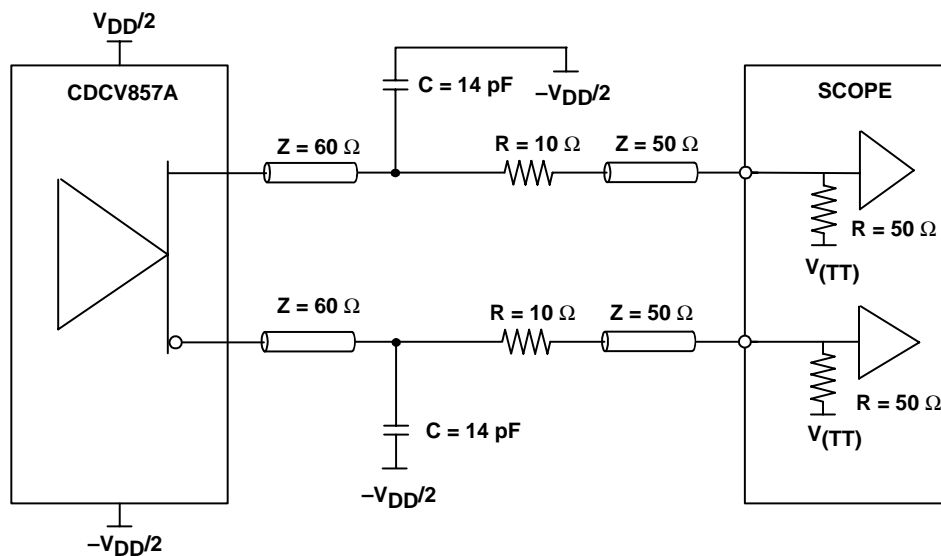 VDD/2
CDCV857A
C = 14 pF
–VDD/2
SCOPE
Z = 60 Ω
R = 10 Ω
Z = 50 Ω
R = 50 Ω
V(TT)
Z = 60 Ω
R = 10 Ω
Z = 50 Ω
R = 50 Ω
V(TT)
C = 14 pF
–VDD/2
–VDD/2